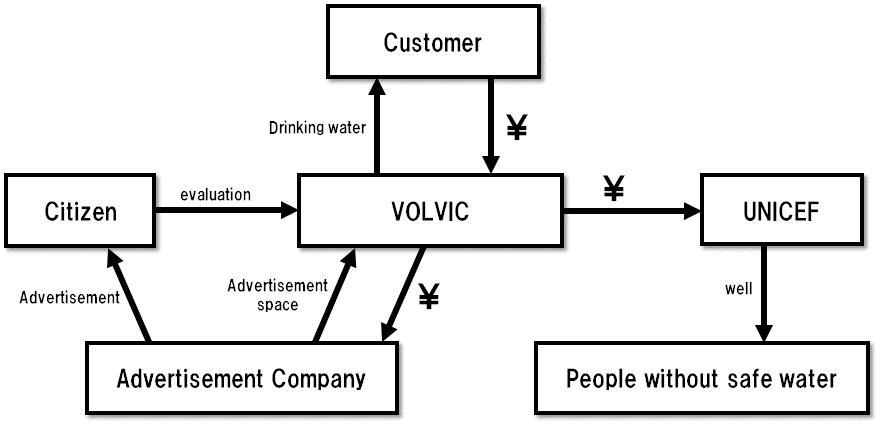 Customer
Drinking water
¥
Citizen
evaluation
VOLVIC
¥
UNICEF
Advertisement
Advertisement
space
¥
well
Advertisement Company
People without safe water